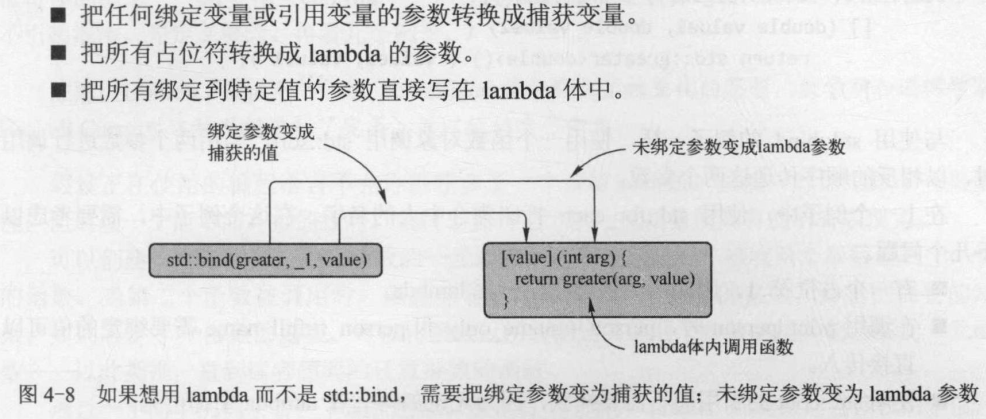 ■ 把任何绑定变量或引用变量的参数转换成捕获变量。
■ 把所有占位符转换成 lambda 的参数。
■ 把所有绑定到特定值的参数直接写在 lambda 体中。
绑定参数变成
捕获的值
未绑定参数变成lambda参数
std::bind(greater, _1, value)
[value] (int arg) {
return greater(arg, value)
}
lambda体内调用函数
图 4-8 如果想用 lambda 而不是 std::bind，需要把绑定参数变为捕获的值；未绑定参数变为 lambda 参数